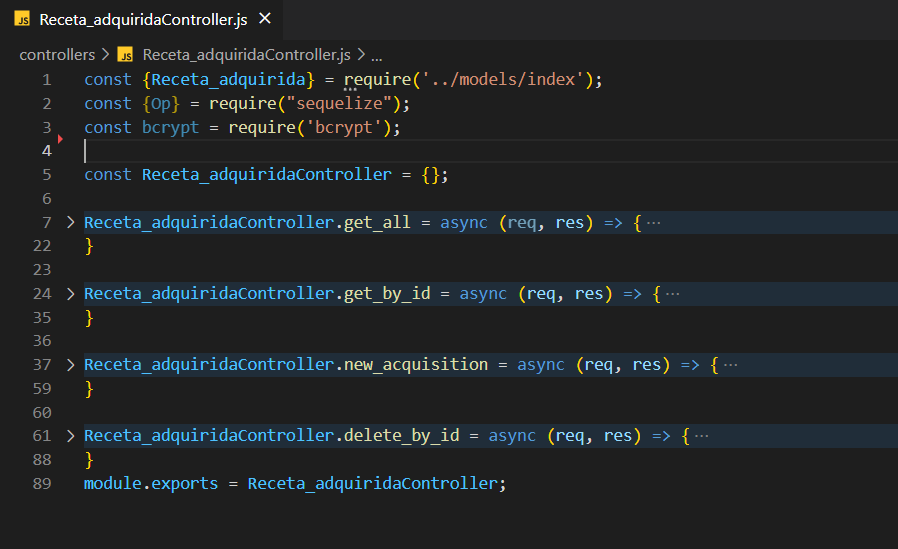 JS Receta_adquiridaController.js ×
controllers > JS Receta_adquiridaController.js > ...
1 const {Receta_adquirida} = require('../models/index');
2 const {Op} = require("sequelize");
3 const bcrypt = require('bcrypt');
4
5 const Receta_adquiridaController = {};
6
7 > Receta_adquiridaController.get_all = async (req, res) => { ···
22 }
23
24 > Receta_adquiridaController.get_by_id = async (req, res) => { ···
35 }
36
37 > Receta_adquiridaController.new_acquisition = async (req, res) => { ···
59 }
60
61 > Receta_adquiridaController.delete_by_id = async (req, res) => { ···
88 }
89 module.exports = Receta_adquiridaController;